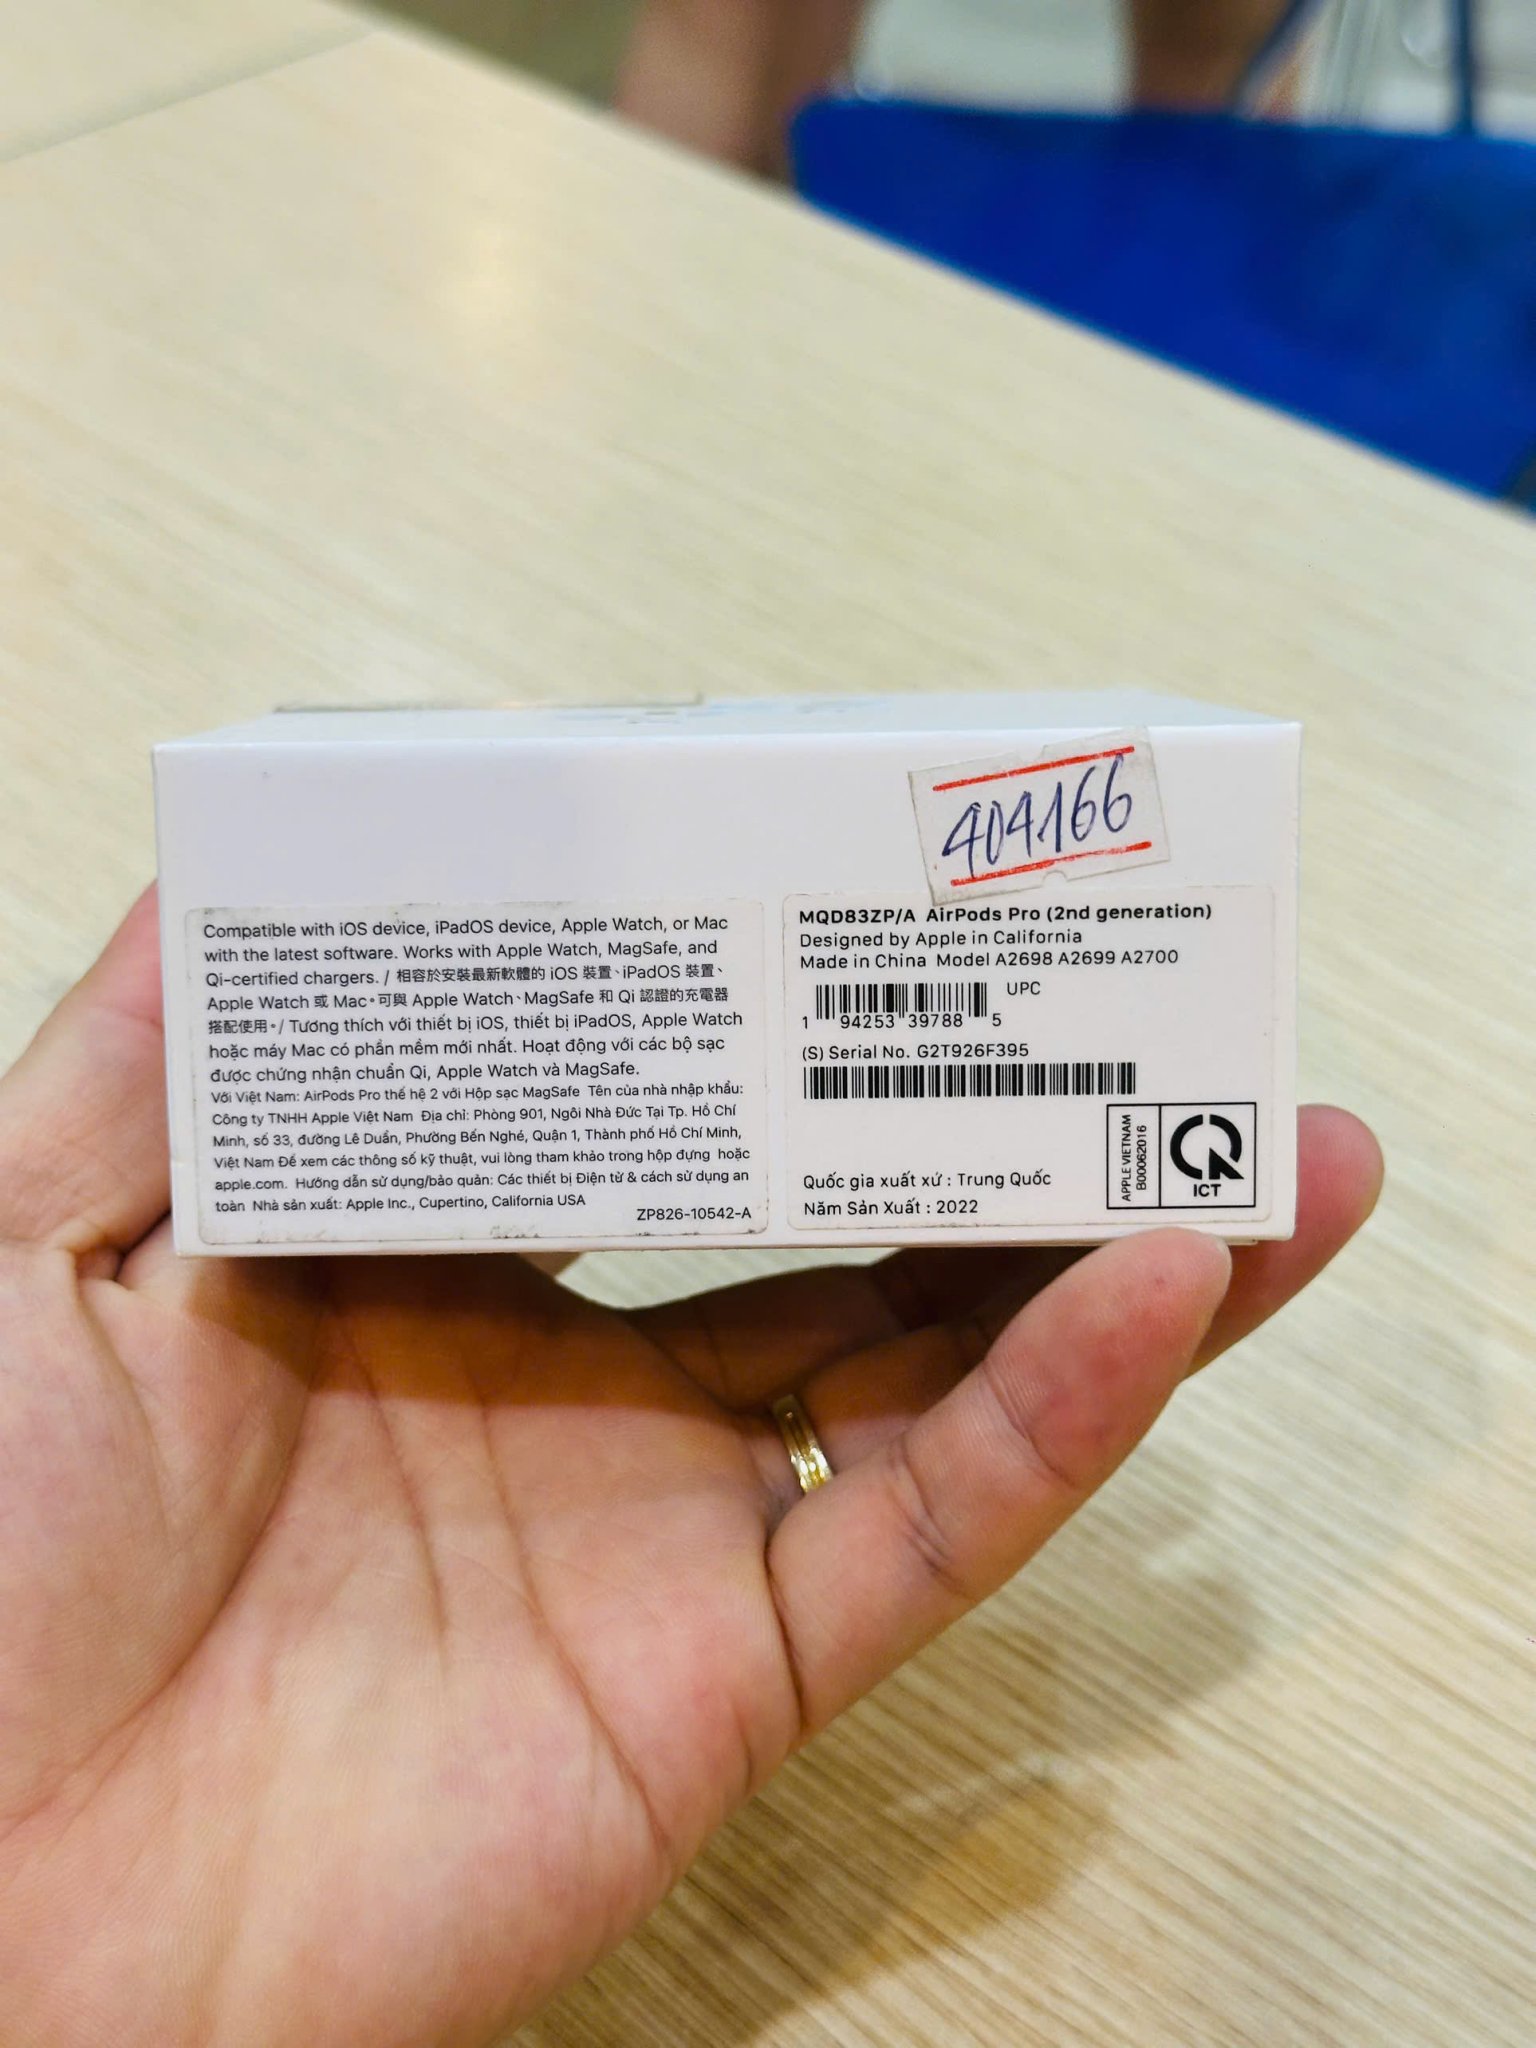 404.166
Compatible with iOS device, iPadOS device, Apple Watch, or Mac
with the latest software. Works with Apple Watch, MagSafe, and
Qi-certified chargers. / 相容於安裝最新軟體的 iOS 裝置、iPadOS 裝置、
Apple Watch 或 Mac。可與 Apple Watch、MagSafe 和 Qi 認證的充電器
搭配使用。/ Tương thích với thiết bị iOS, thiết bị iPadOS, Apple Watch
hoặc máy Mac có phần mềm mới nhất. Hoạt động với các bộ sạc
được chứng nhận chuẩn Qi, Apple Watch và MagSafe.
Với Việt Nam: AirPods Pro thế hệ 2 với Hộp sạc MagSafe Tên của nhà nhập khẩu:
Công ty TNHH Apple Việt Nam Địa chỉ: Phòng 901, Ngôi Nhà Đức Tại Tp. Hồ Chí
Minh, số 33, đường Lê Duẩn, Phường Bến Nghé, Quận 1, Thành phố Hồ Chí Minh,
Việt Nam Để xem các thông số kỹ thuật, vui lòng tham khảo trong hộp đựng hoặc
apple.com. Hướng dẫn sử dụng/bảo quản: Các thiết bị Điện tử & cách sử dụng an
toàn Nhà sản xuất: Apple Inc., Cupertino, California USA
ZP826-10542-A
MQD83ZP/A AirPods Pro (2nd generation)
Designed by Apple in California
Made in China Model A2698 A2699 A2700
UPC
1 94253 39788 5
(S) Serial No. G2T926F395
Quốc gia xuất xứ : Trung Quốc
Năm Sản Xuất : 2022
APPLE VIETNAM
B00062016
ICT